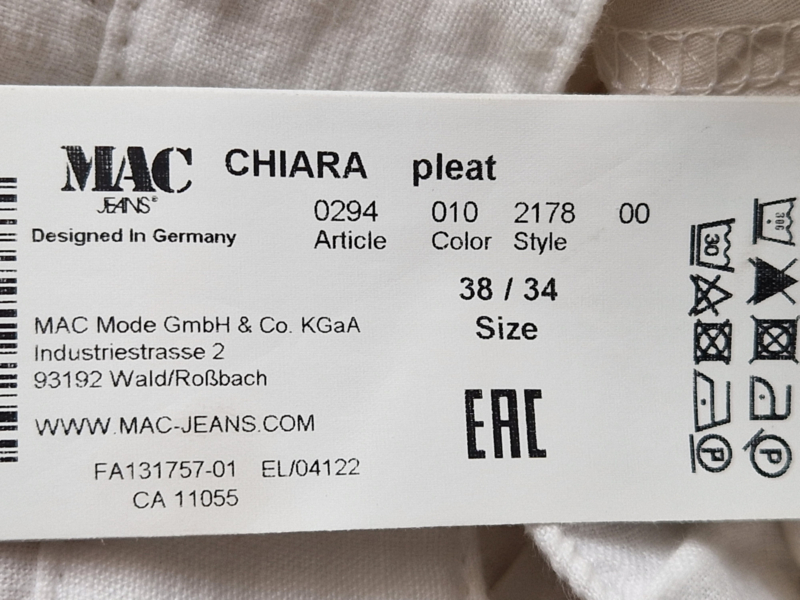 MAC CHIARA pleat
JEANS®
Designed In Germany
0294 010 2178 00
Article Color Style
38 / 34
Size
MAC Mode GmbH & Co. KGaA
Industriestrasse 2
93192 Wald/Roßbach
WWW.MAC-JEANS.COM
EAC
FA131757-01 EL/04122
CA 11055
30
P
30C
P